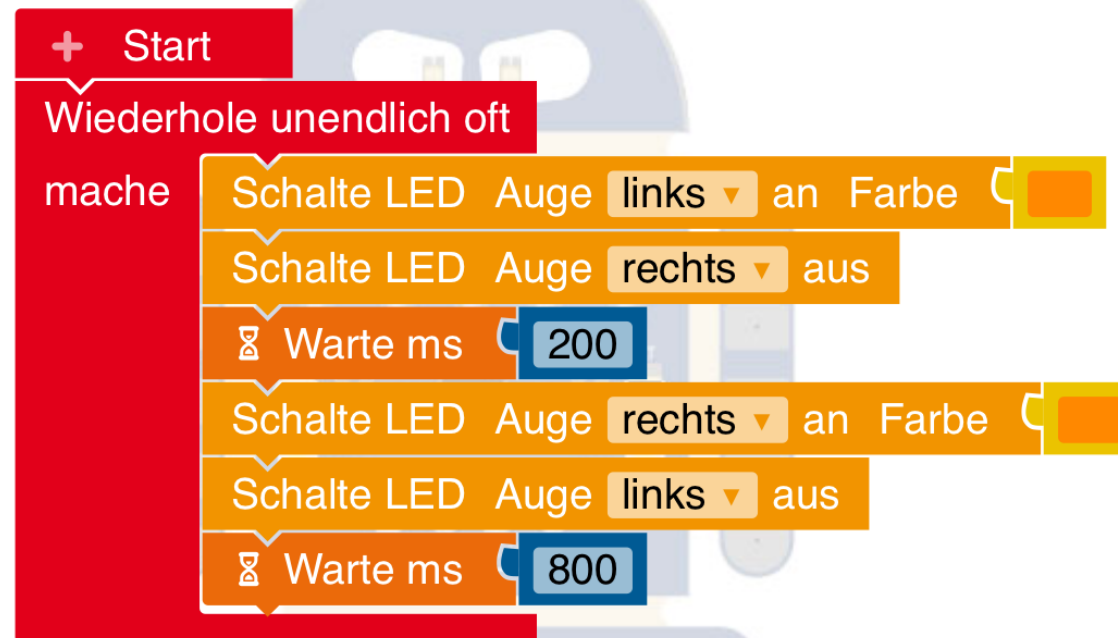 + Start
Wiederhole unendlich oft
mache Schalte LED Auge links ▾ an Farbe
Schalte LED Auge rechts ▾ aus
Warte ms 200
Schalte LED Auge rechts ▾ an Farbe
Schalte LED Auge links ▾ aus
Warte ms 800